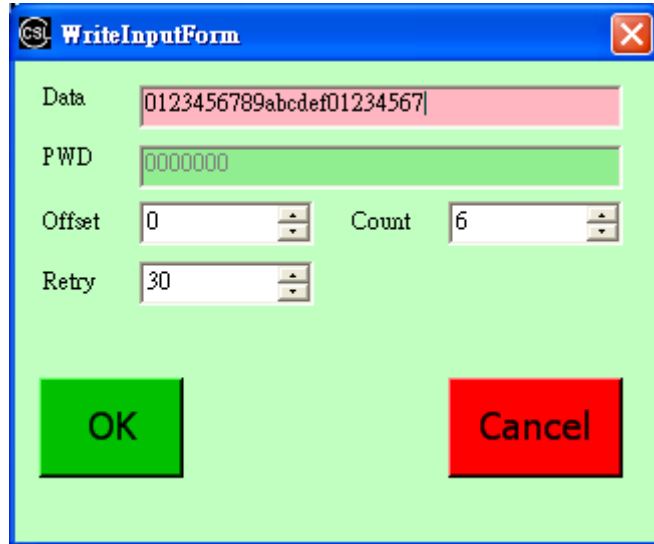 CSL WriteInputForm
Data 0123456789abcdef01234567
PWD 0000000
Offset 0 Count 6
Retry 30
OK Cancel